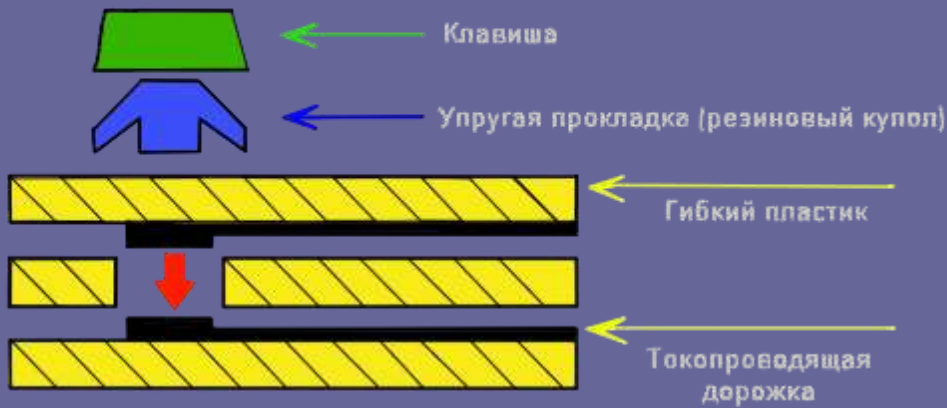 Клавиша
Упругая прокладка (резиновый купол)
Гибкий пластик
Токопроводящая
дорожка